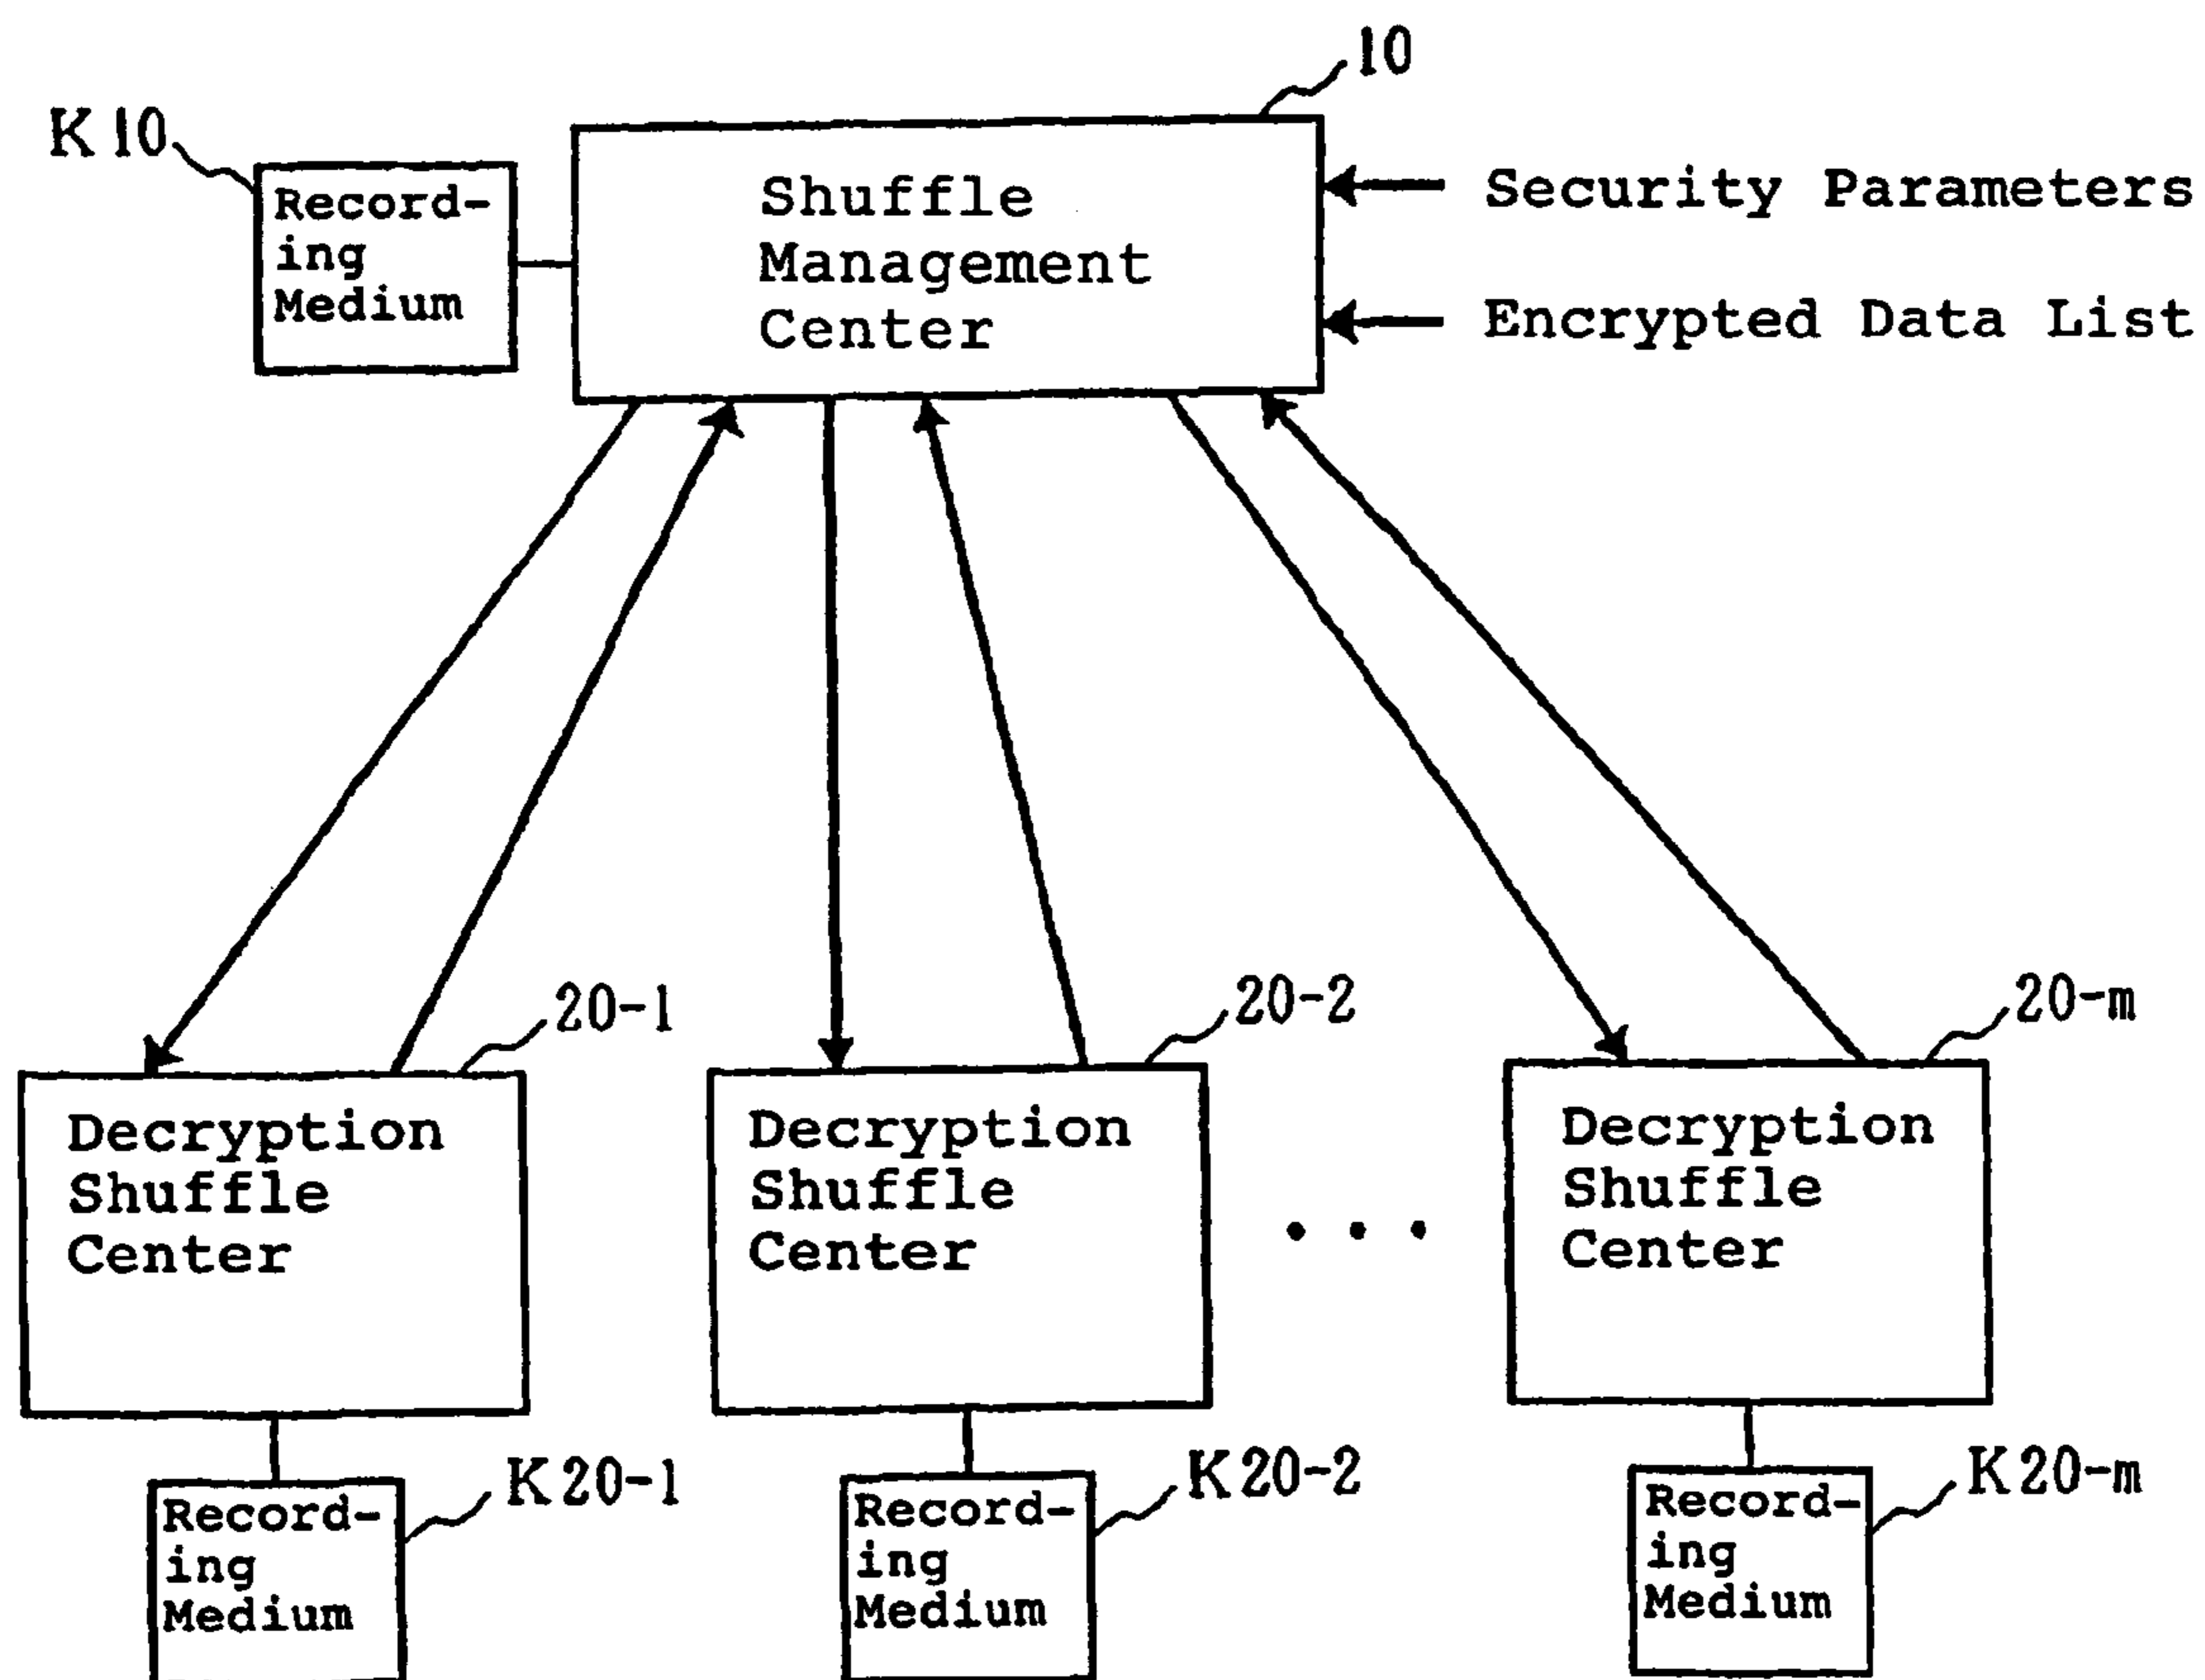 10
K10
Record-
ing
Medium
Shuffle
Management
Center
Security Parameters
Encrypted Data List
20-1
20-2
20-m
Decryption
Shuffle
Center
Decryption
Shuffle
Center
. . .
Decryption
Shuffle
Center
K20-1
Record-
ing
Medium
K20-2
Record-
ing
Medium
K20-m
Record-
ing
Medium